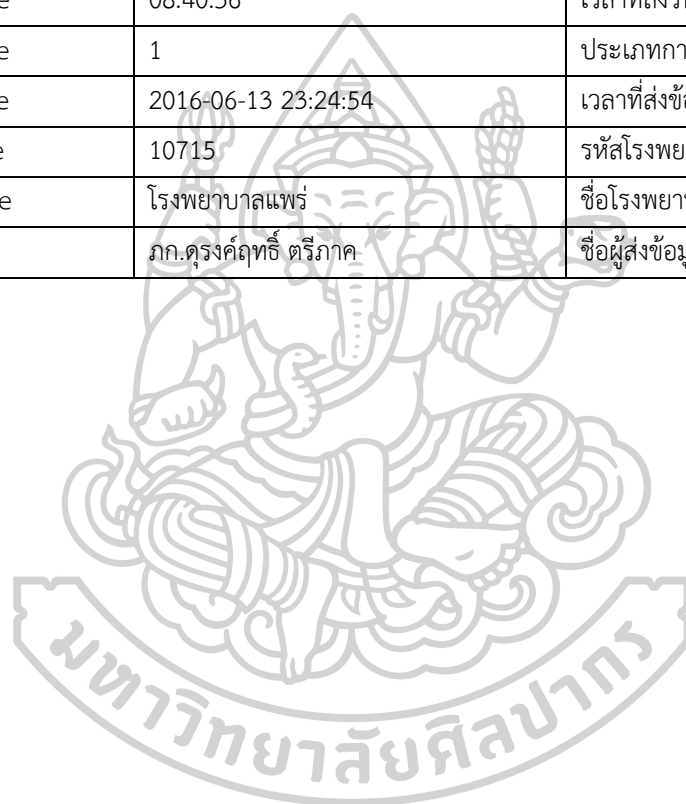 08:40:56
1 ประเภทกา
2016-06-13 23:24:54 เวลาที่ส่งข้อ
10715 รหัสโรงพย
โรงพยาบาลแพร่ ชื่อโรงพยา
ภก.ดุรงค์ฤทธิ์ ตรีภาค ชื่อผู้ส่งข้อมู
มหาวิทยาลัยศิลปากร